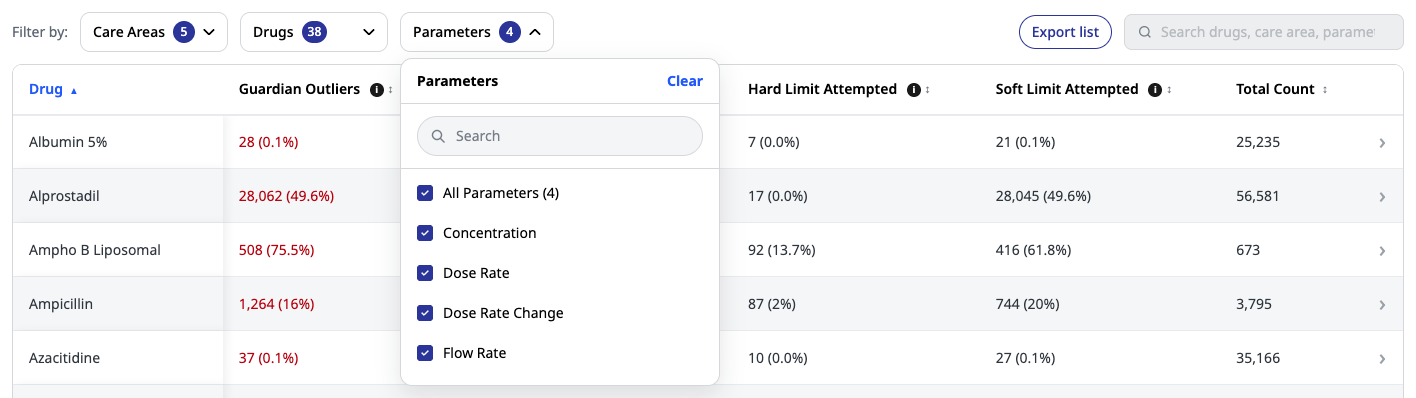 Filter by: Care Areas 5 Drugs 38 Parameters 4 Export list Search drugs, care area, parame
Parameters Clear
Search
All Parameters (4)
Concentration
Dose Rate
Dose Rate Change
Flow Rate
Drug Guardian Outliers Hard Limit Attempted Soft Limit Attempted Total Count
Albumin 5% 28 (0.1%) 7 (0.0%) 21 (0.1%) 25,235
Alprostadil 28,062 (49.6%) 17 (0.0%) 28,045 (49.6%) 56,581
Ampho B Liposomal 508 (75.5%) 92 (13.7%) 416 (61.8%) 673
Ampicillin 1,264 (16%) 87 (2%) 744 (20%) 3,795
Azacitidine 37 (0.1%) 10 (0.0%) 27 (0.1%) 35,166